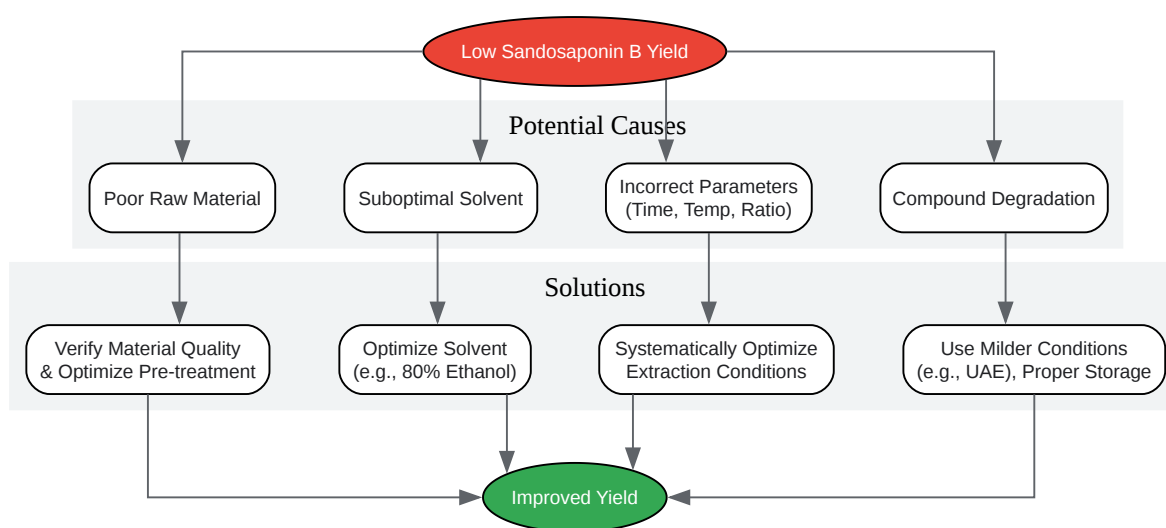 Low Sandosaponin B Yield
Potential Causes
Poor Raw Material
Suboptimal Solvent
Incorrect Parameters
(Time, Temp, Ratio)
Compound Degradation
Solutions
Verify Material Quality
& Optimize Pre-treatment
Optimize Solvent
(e.g., 80% Ethanol)
Systematically Optimize
Extraction Conditions
Use Milder Conditions
(e.g., UAE), Proper Storage
Improved Yield